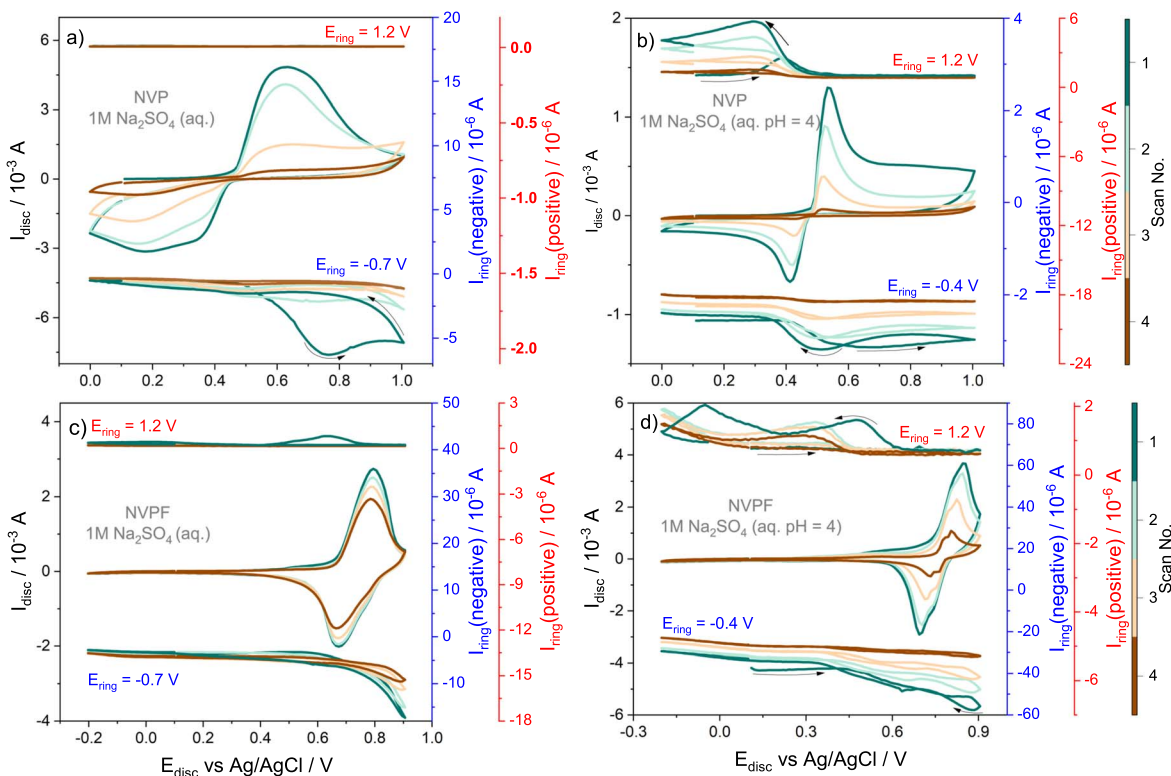 a)
E_ring = 1.2 V
NVP
1M Na₂SO₄ (aq.)
E_ring = -0.7 V
I_disc / 10⁻³ A
6
3
0
-3
-6
0.0 0.2 0.4 0.6 0.8 1.0
20
15
10
5
0
-5
I_ring(negative) / 10⁻⁶ A
0.0
-0.5
-1.0
-1.5
-2.0
I_ring(positive) / 10⁻⁶ A
b)
E_ring = 1.2 V
NVP
1M Na₂SO₄ (aq. pH = 4)
E_ring = -0.4 V
I_disc / 10⁻³ A
2
1
0
-1
0.0 0.2 0.4 0.6 0.8 1.0
4
2
0
-2
I_ring(negative) / 10⁻⁶ A
6
0
-6
-12
-18
-24
I_ring(positive) / 10⁻⁶ A
1
2
3
4
Scan No.
c)
E_ring = 1.2 V
NVPF
1M Na₂SO₄ (aq.)
E_ring = -0.7 V
I_disc / 10⁻³ A
4
2
0
-2
-4
-0.2 0.0 0.2 0.4 0.6 0.8 1.0
E_disc vs Ag/AgCl / V
50
40
30
20
10
0
-10
I_ring(negative) / 10⁻⁶ A
3
0
-3
-6
-9
-12
-15
-18
I_ring(positive) / 10⁻⁶ A
d)
E_ring = 1.2 V
NVPF
1M Na₂SO₄ (aq. pH = 4)
E_ring = -0.4 V
I_disc / 10⁻³ A
6
4
2
0
-2
-4
-6
-0.3 0.0 0.3 0.6 0.9
E_disc vs Ag/AgCl / V
80
60
40
20
0
-20
-40
-60
I_ring(negative) / 10⁻⁶ A
2
0
-2
-4
-6
I_ring(positive) / 10⁻⁶ A
1
2
3
4
Scan No.